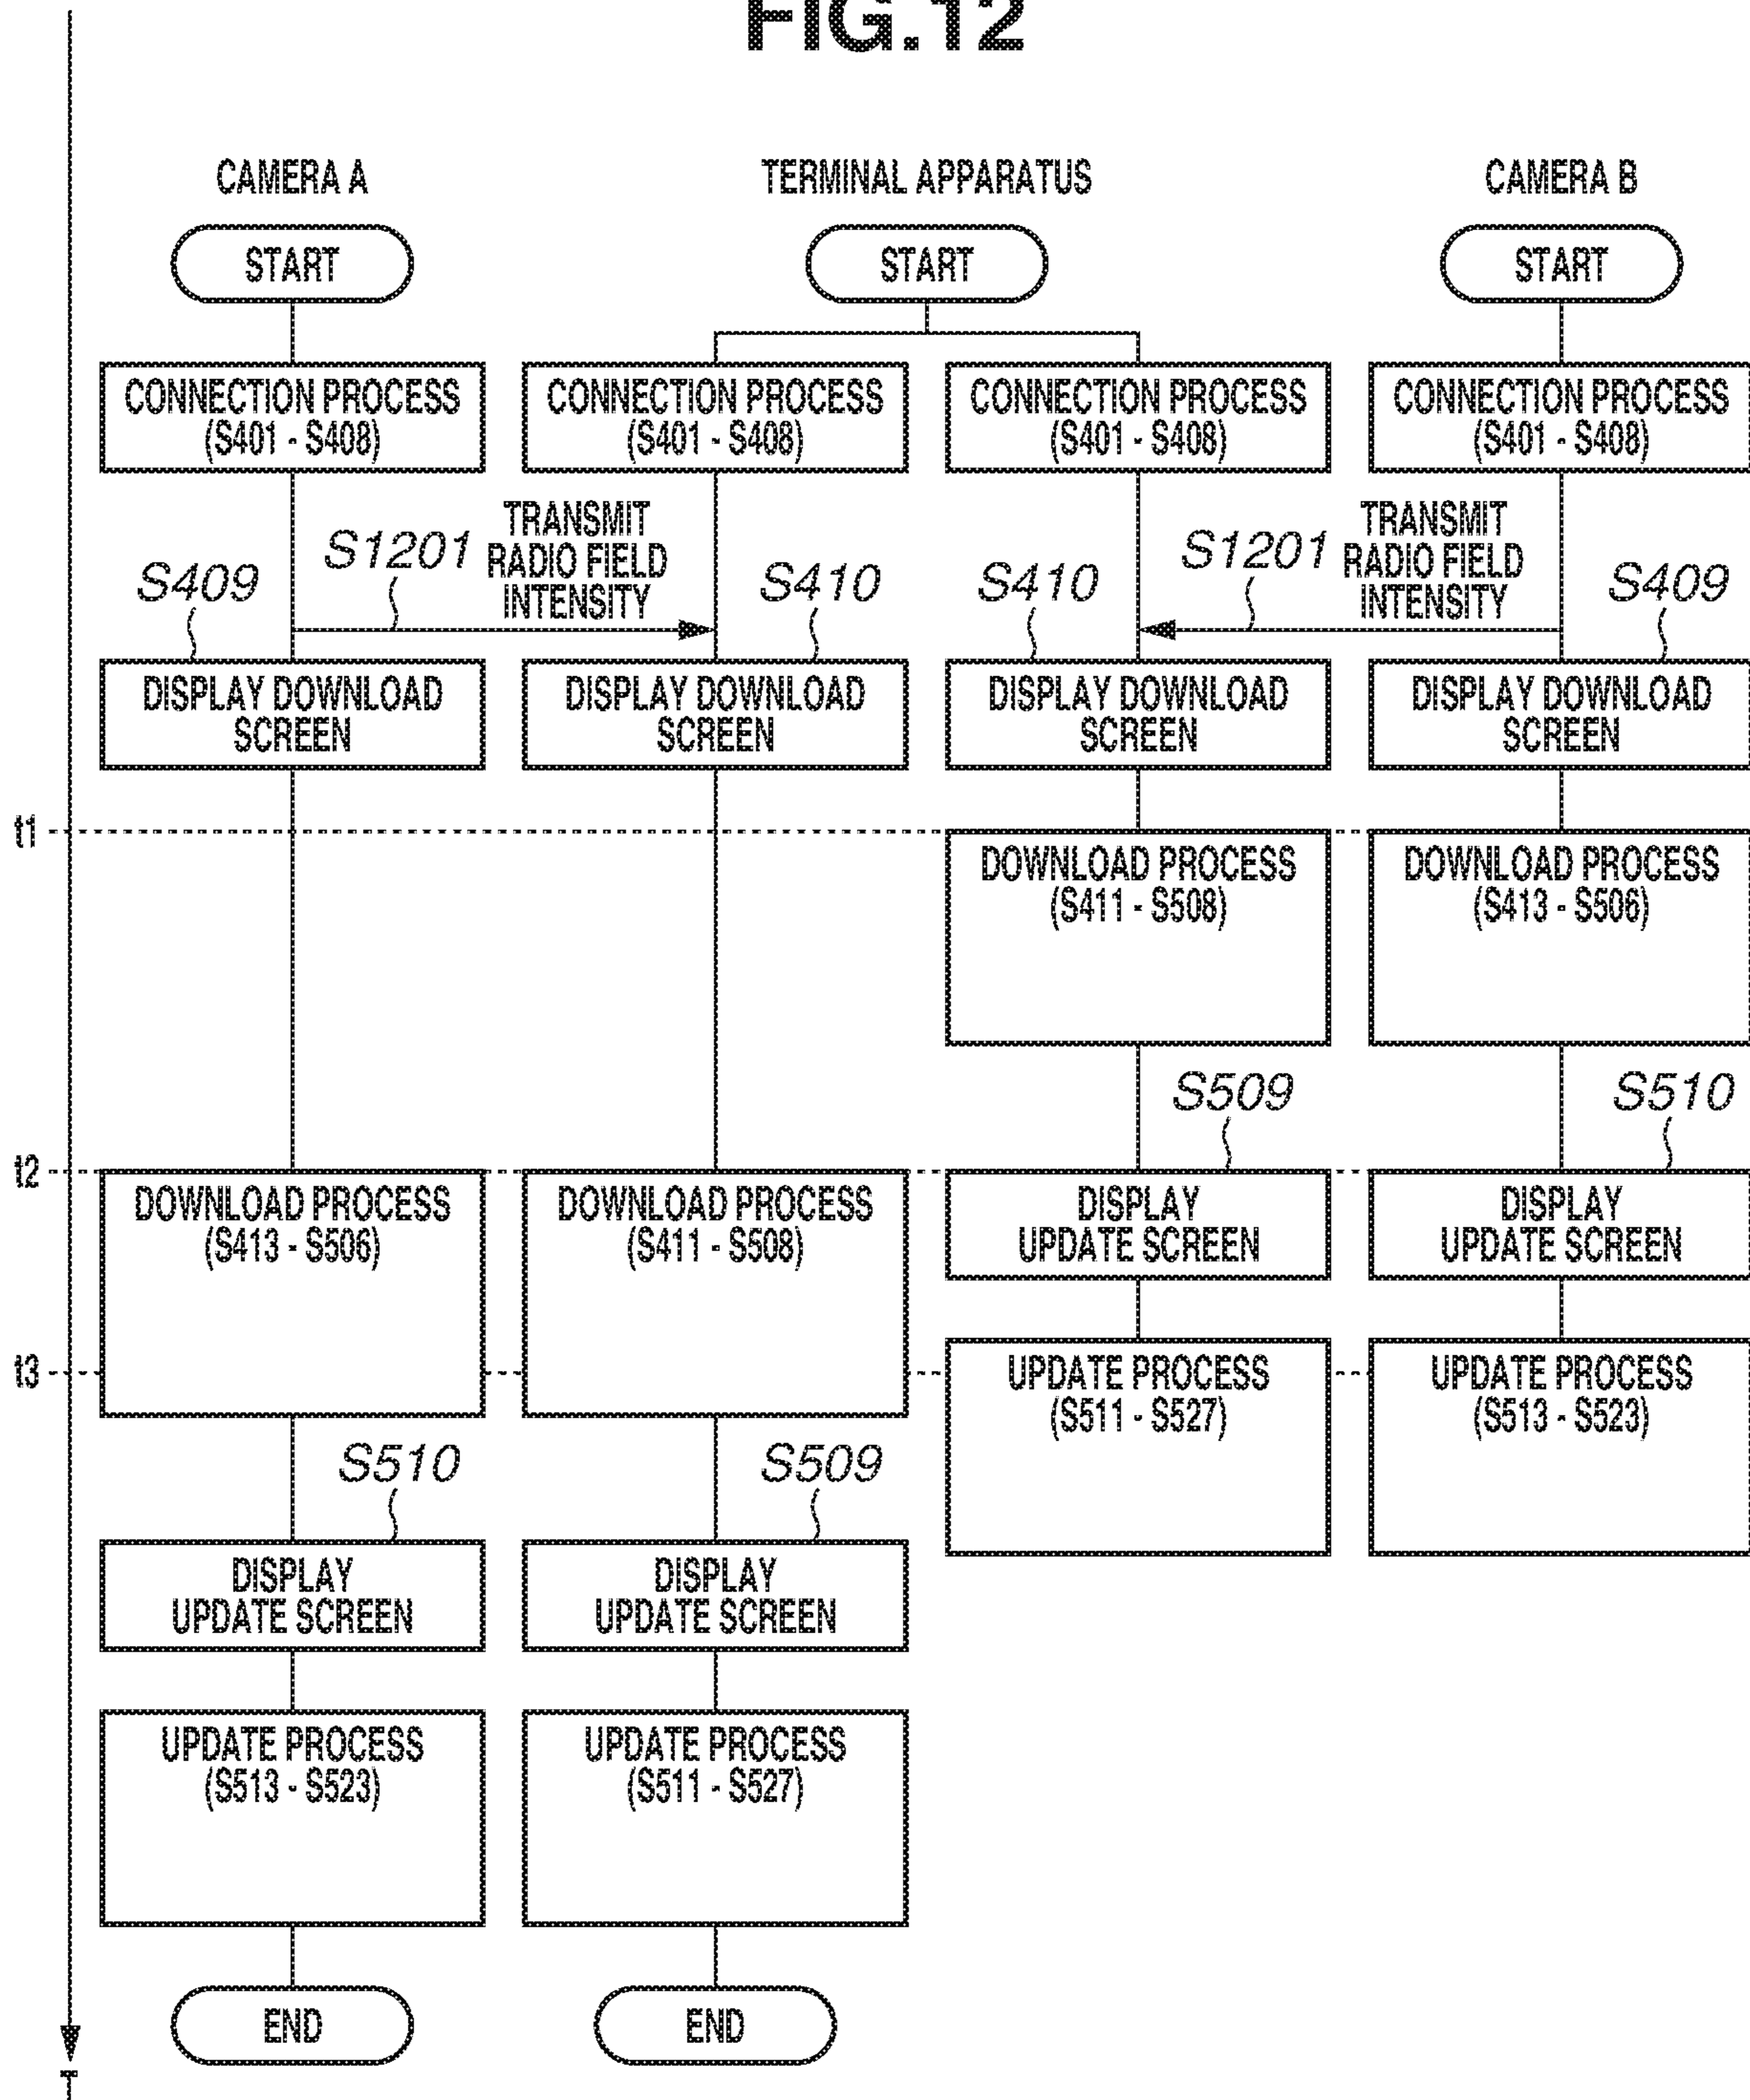 FIG.12
CAMERA A
TERMINAL APPARATUS
CAMERA B
START
START
START
CONNECTION PROCESS
(S401 - S408)
CONNECTION PROCESS
(S401 - S408)
CONNECTION PROCESS
(S401 - S408)
CONNECTION PROCESS
(S401 - S408)
S409
S1201
TRANSMIT
RADIO FIELD
INTENSITY
S410
S410
S1201
TRANSMIT
RADIO FIELD
INTENSITY
S409
DISPLAY DOWNLOAD
SCREEN
DISPLAY DOWNLOAD
SCREEN
DISPLAY DOWNLOAD
SCREEN
DISPLAY DOWNLOAD
SCREEN
t1
DOWNLOAD PROCESS
(S411 - S508)
DOWNLOAD PROCESS
(S413 - S506)
S509
S510
t2
DOWNLOAD PROCESS
(S413 - S506)
DOWNLOAD PROCESS
(S411 - S508)
DISPLAY
UPDATE SCREEN
DISPLAY
UPDATE SCREEN
t3
UPDATE PROCESS
(S511 - S527)
UPDATE PROCESS
(S513 - S523)
S510
S509
DISPLAY
UPDATE SCREEN
DISPLAY
UPDATE SCREEN
UPDATE PROCESS
(S513 - S523)
UPDATE PROCESS
(S511 - S527)
END
END